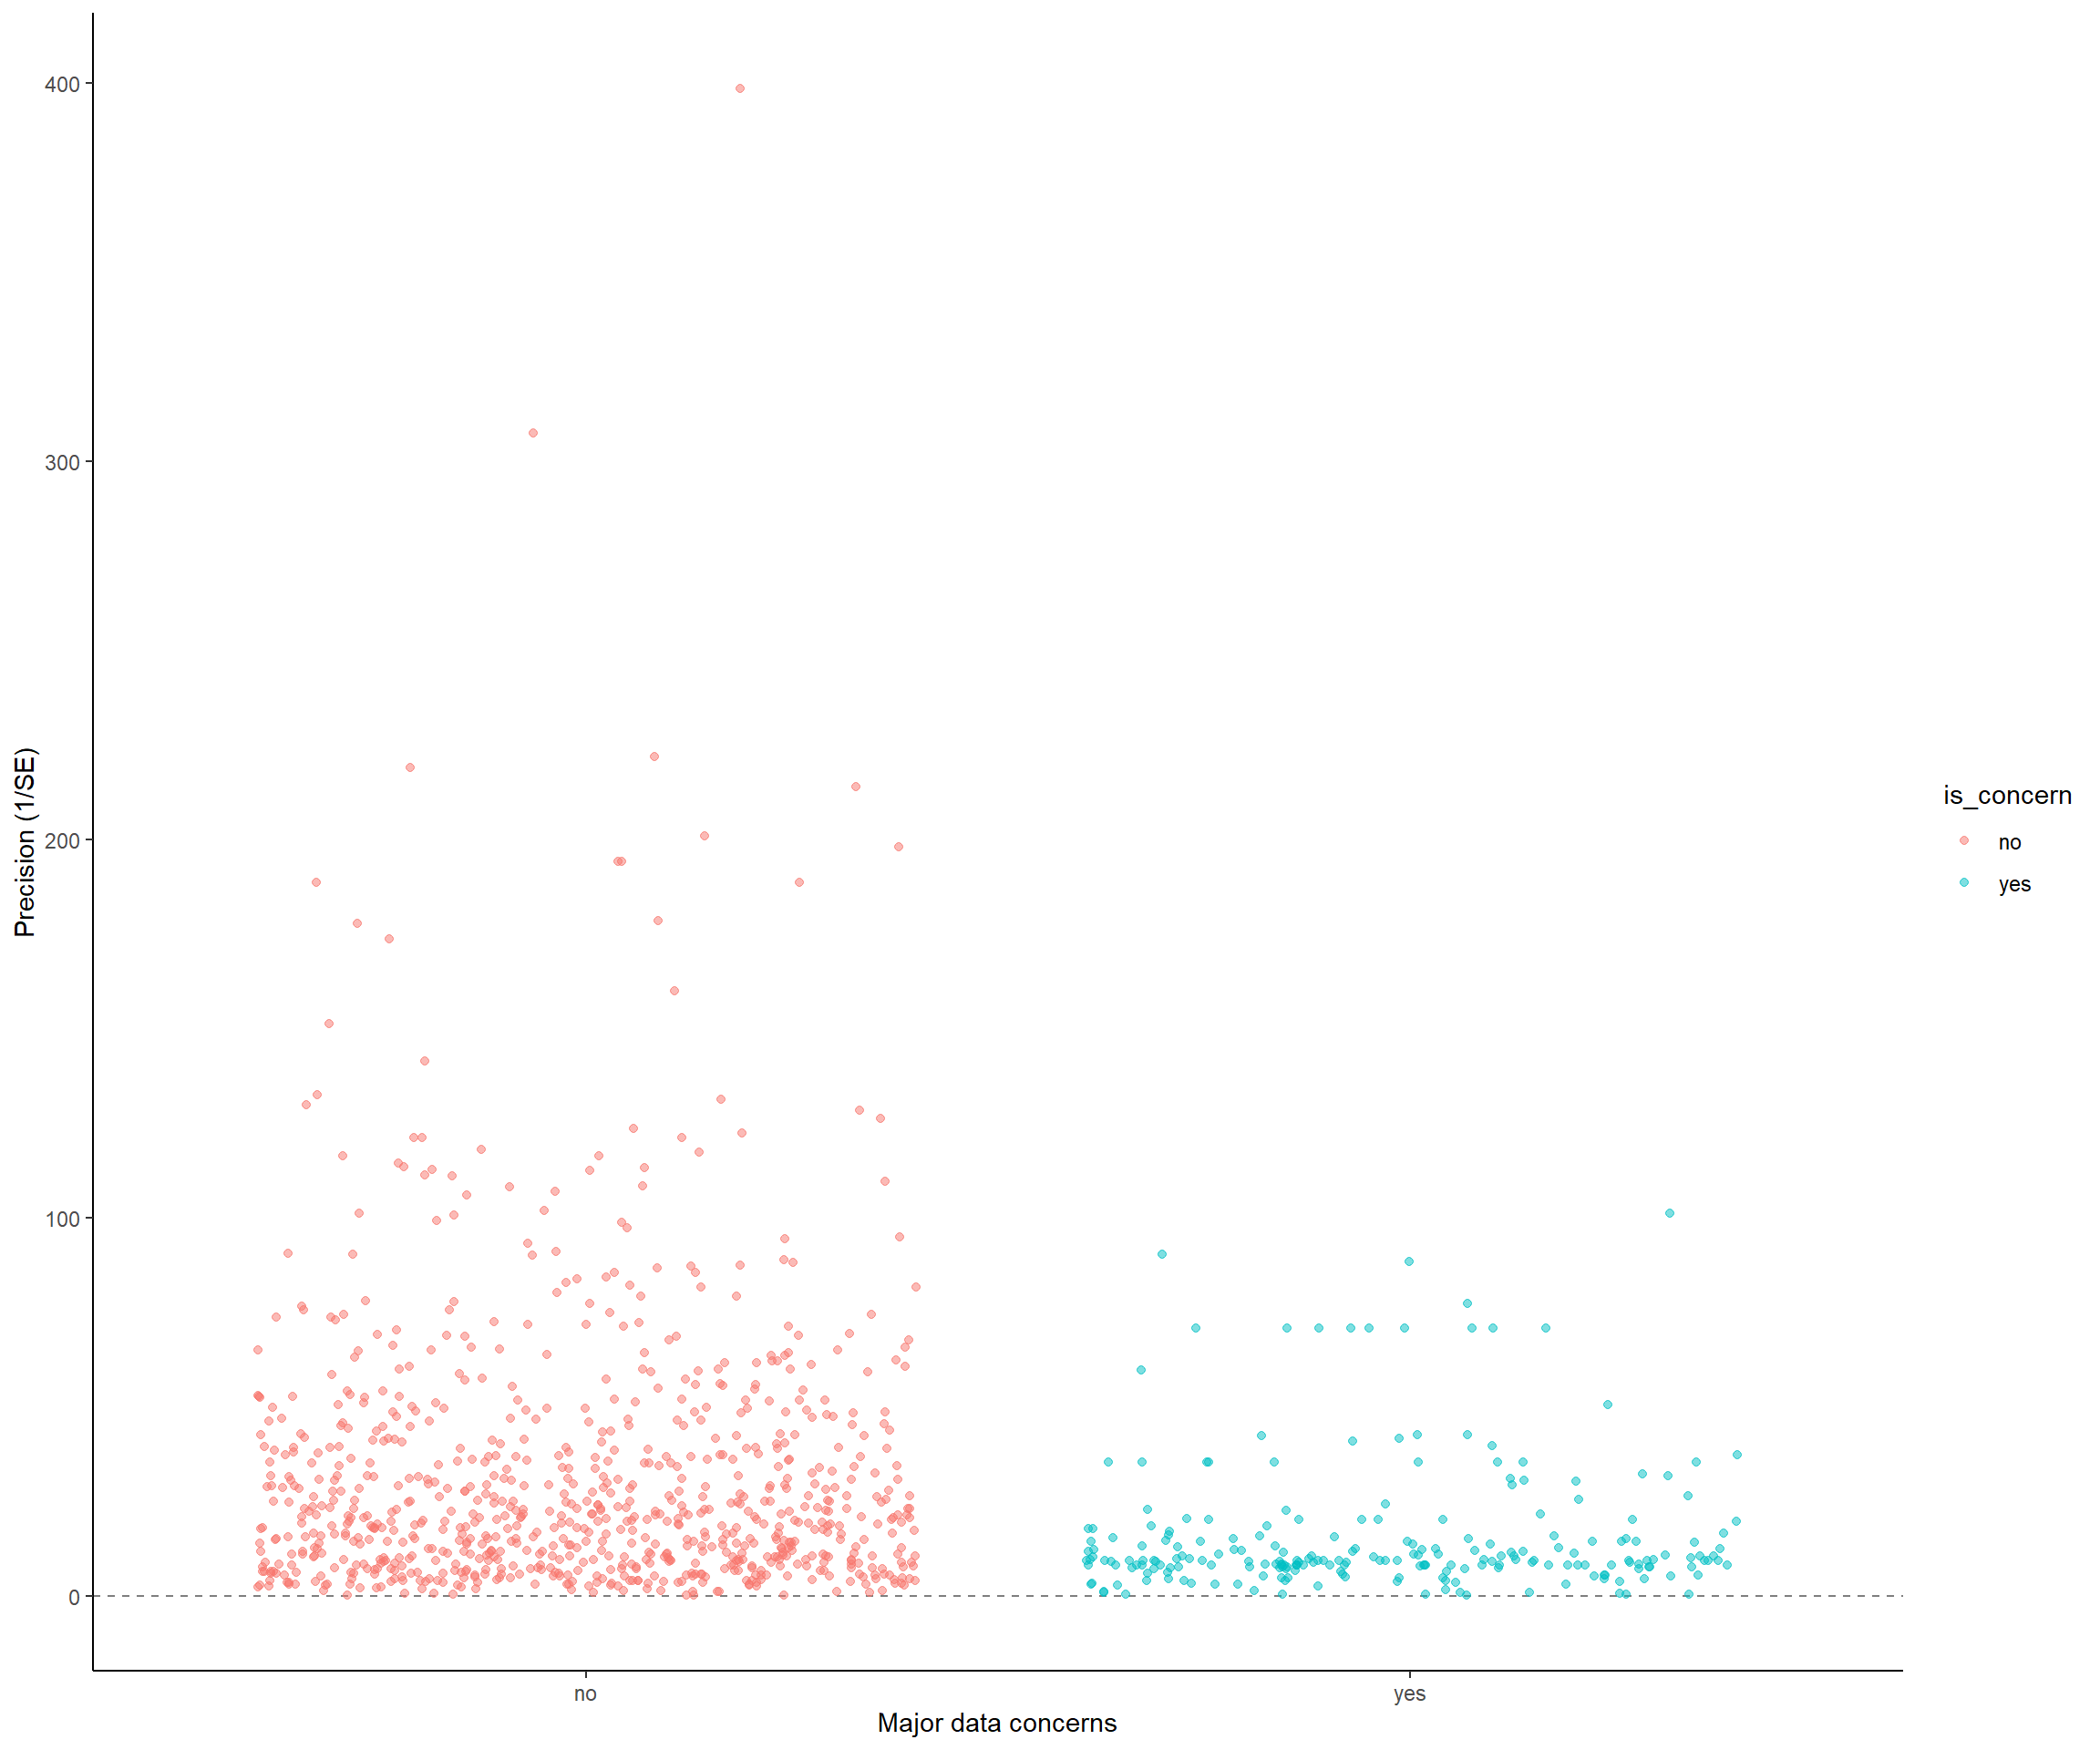 400
300
200
100
0
Precision (1/SE)
no
yes
Major data concerns
is_concern
no
yes